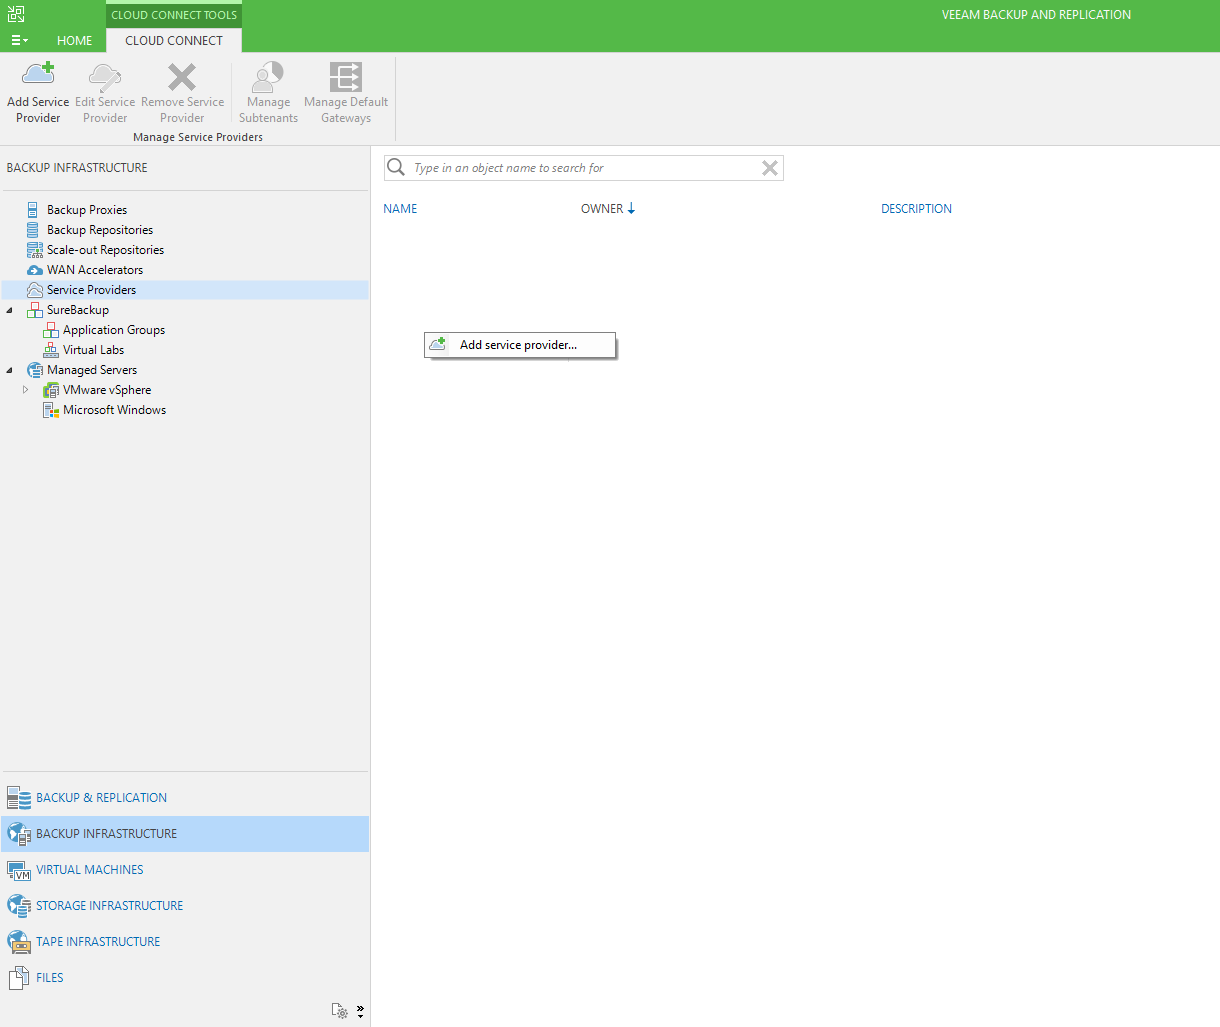 CLOUD CONNECT TOOLS
VEEAM BACKUP AND REPLICATION
HOME
CLOUD CONNECT
Add Service
Provider
Edit Service
Provider
Remove Service
Provider
Manage
Subtenants
Manage Default
Gateways
Manage Service Providers
BACKUP INFRASTRUCTURE
Backup Proxies
Backup Repositories
Scale-out Repositories
WAN Accelerators
Service Providers
SureBackup
Application Groups
Virtual Labs
Managed Servers
VMware vSphere
Microsoft Windows
Type in an object name to search for
NAME
OWNER
DESCRIPTION
Add service provider...
BACKUP & REPLICATION
BACKUP INFRASTRUCTURE
VM
VIRTUAL MACHINES
STORAGE INFRASTRUCTURE
TAPE INFRASTRUCTURE
FILES